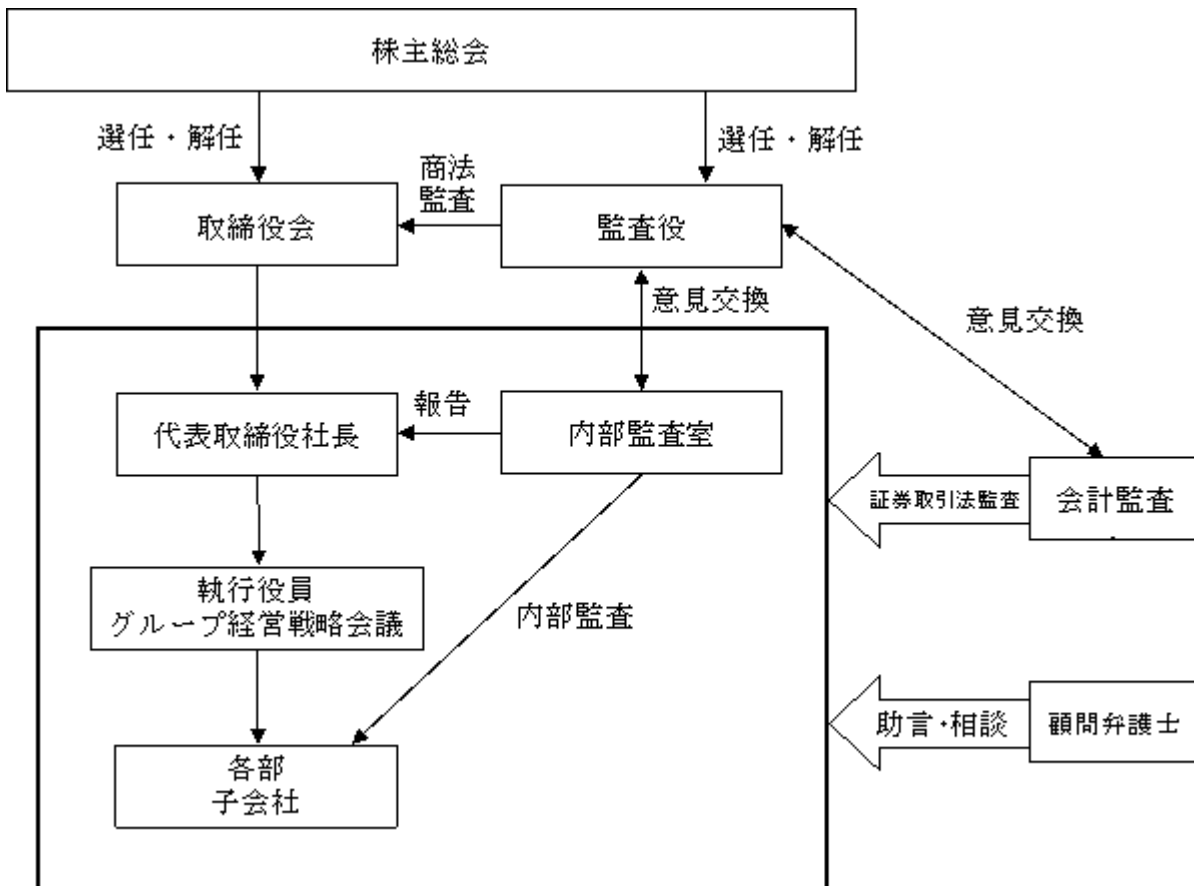 株主総会
選任・解任
選任・解任
商法
監査
取締役会
監査役
意見交換
意見交換
報告
代表取締役社長
内部監査室
証券取引法監査
会計監査
執行役員
グループ経営戦略会議
内部監査
助言・相談
顧問弁護士
各部
子会社